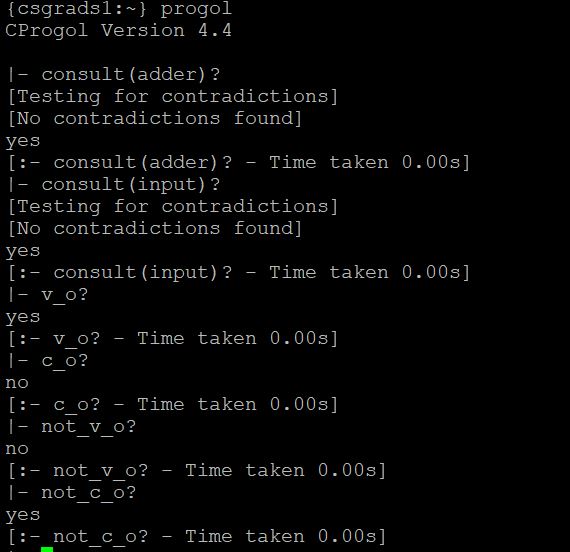 {csgrads1:~} progol
CProgol Version 4.4
|- consult(adder)?
[Testing for contradictions]
[No contradictions found]
yes
[:- consult(adder)? - Time taken 0.00s]
|- consult(input)?
[Testing for contradictions]
[No contradictions found]
yes
[:- consult(input)? - Time taken 0.00s]
|- v_o?
yes
[:- v_o? - Time taken 0.00s]
|- c_o?
no
[:- c_o? - Time taken 0.00s]
|- not_v_o?
no
[:- not_v_o? - Time taken 0.00s]
|- not_c_o?
yes
[:- not_c_o? - Time taken 0.00s]
|-